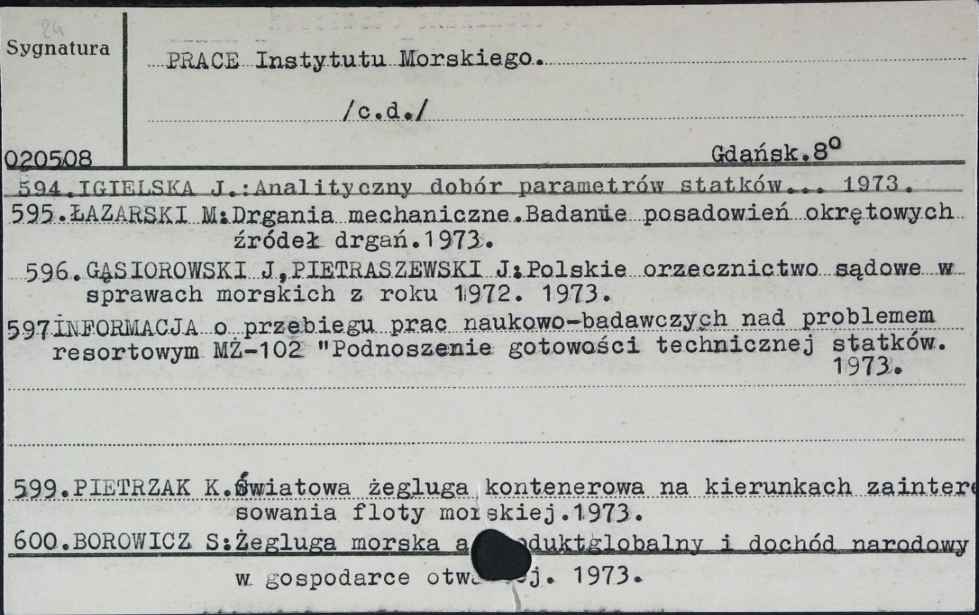 Sygnatura
PRACE Instytutu Morskiego.
/c.d./
020508
Gdańsk.8°
594.IGIELSKA J.:Analityczny dobór parametrów statków... 1973.
595.ŁAZARSKI M:Drgania mechaniczne.Badanie posadowień okrętowych
źródeł drgań.1973.
596.GĄSIOROWSKI J,PIETRASZEWSKI J:Polskie orzecznictwo sądowe w
sprawach morskich z roku 1972. 1973.
597INFORMACJA o przebiegu prac naukowo-badawczych nad problemem
resortowym MŻ-102 "Podnoszenie gotowości technicznej statków.
1973.
599.PIETRZAK K.Światowa żegluga kontenerowa na kierunkach zaintere
sowania floty morskiej.1973.
600.BOROWICZ S:Żegluga morska a duktglobalny i dochód narodowy
w gospodarce 1973.